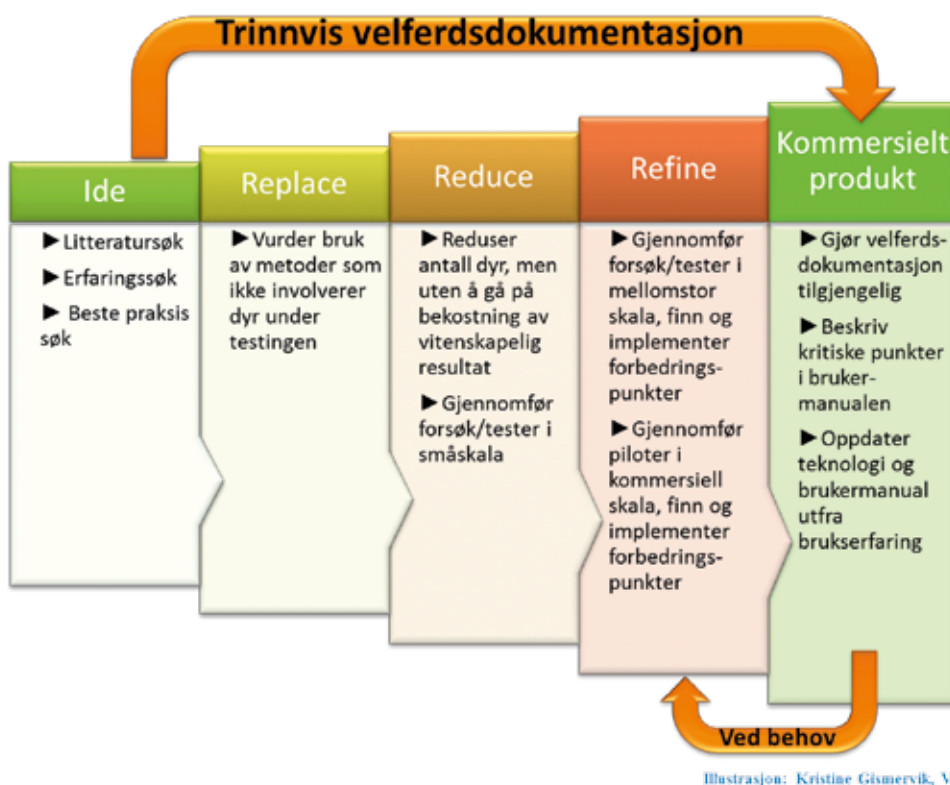 Trinnvis velferdsdokumentasjon
Ide
►Litteratursøk
►Erfaringssøk
► Beste praksis
søk
Replace
►Vurder bruk
av metoder som
ikke involverer
dyr under
testingen
Reduce
►Reduser
antall dyr, men
uten å gå på
bekostning av
vitenskapelig
resultat
►Gjennomfør
forsøk/tester i
småskala
Refine
►Gjennomfør
forsøk/tester i
mellomstor
skala, finn og
implementer
forbedrings-
punkter
►Gjennomfør
piloter i
kommersiell
skala, finn og
implementer
forbedrings-
punkter
Kommersielt
produkt
►Gjør velferds-
dokumentasjon
tilgjengelig
►Beskriv
kritiske punkter
i bruker-
manualen
►Oppdater
teknologi og
brukermanual
utfra
brukserfaring
Ved behov
Illustrasjon: Kristine Gismervik, V